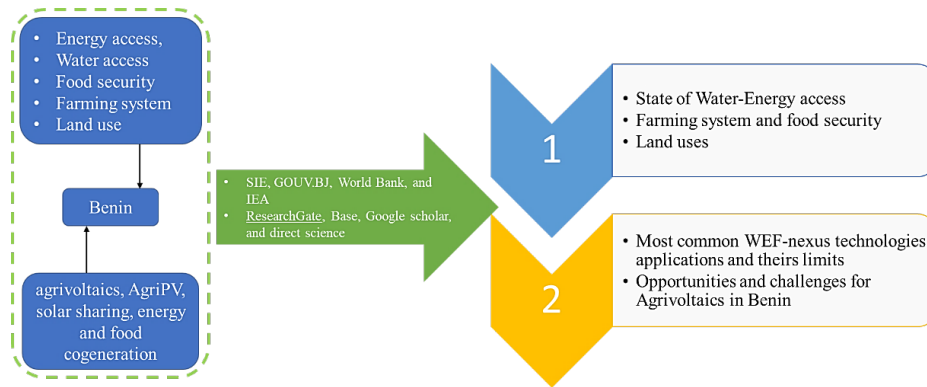 • Energy access,
• Water access
• Food security
• Farming system
• Land use
Benin
agrivoltaics, AgriPV,
solar sharing, energy
and food
cogeneration
• SIE, GOUV.BJ, World Bank, and
IEA
• ResearchGate, Base, Google scholar,
and direct science
1
• State of Water-Energy access
• Farming system and food security
• Land uses
2
• Most common WEF-nexus technologies
applications and theirs limits
• Opportunities and challenges for
Agrivoltaics in Benin